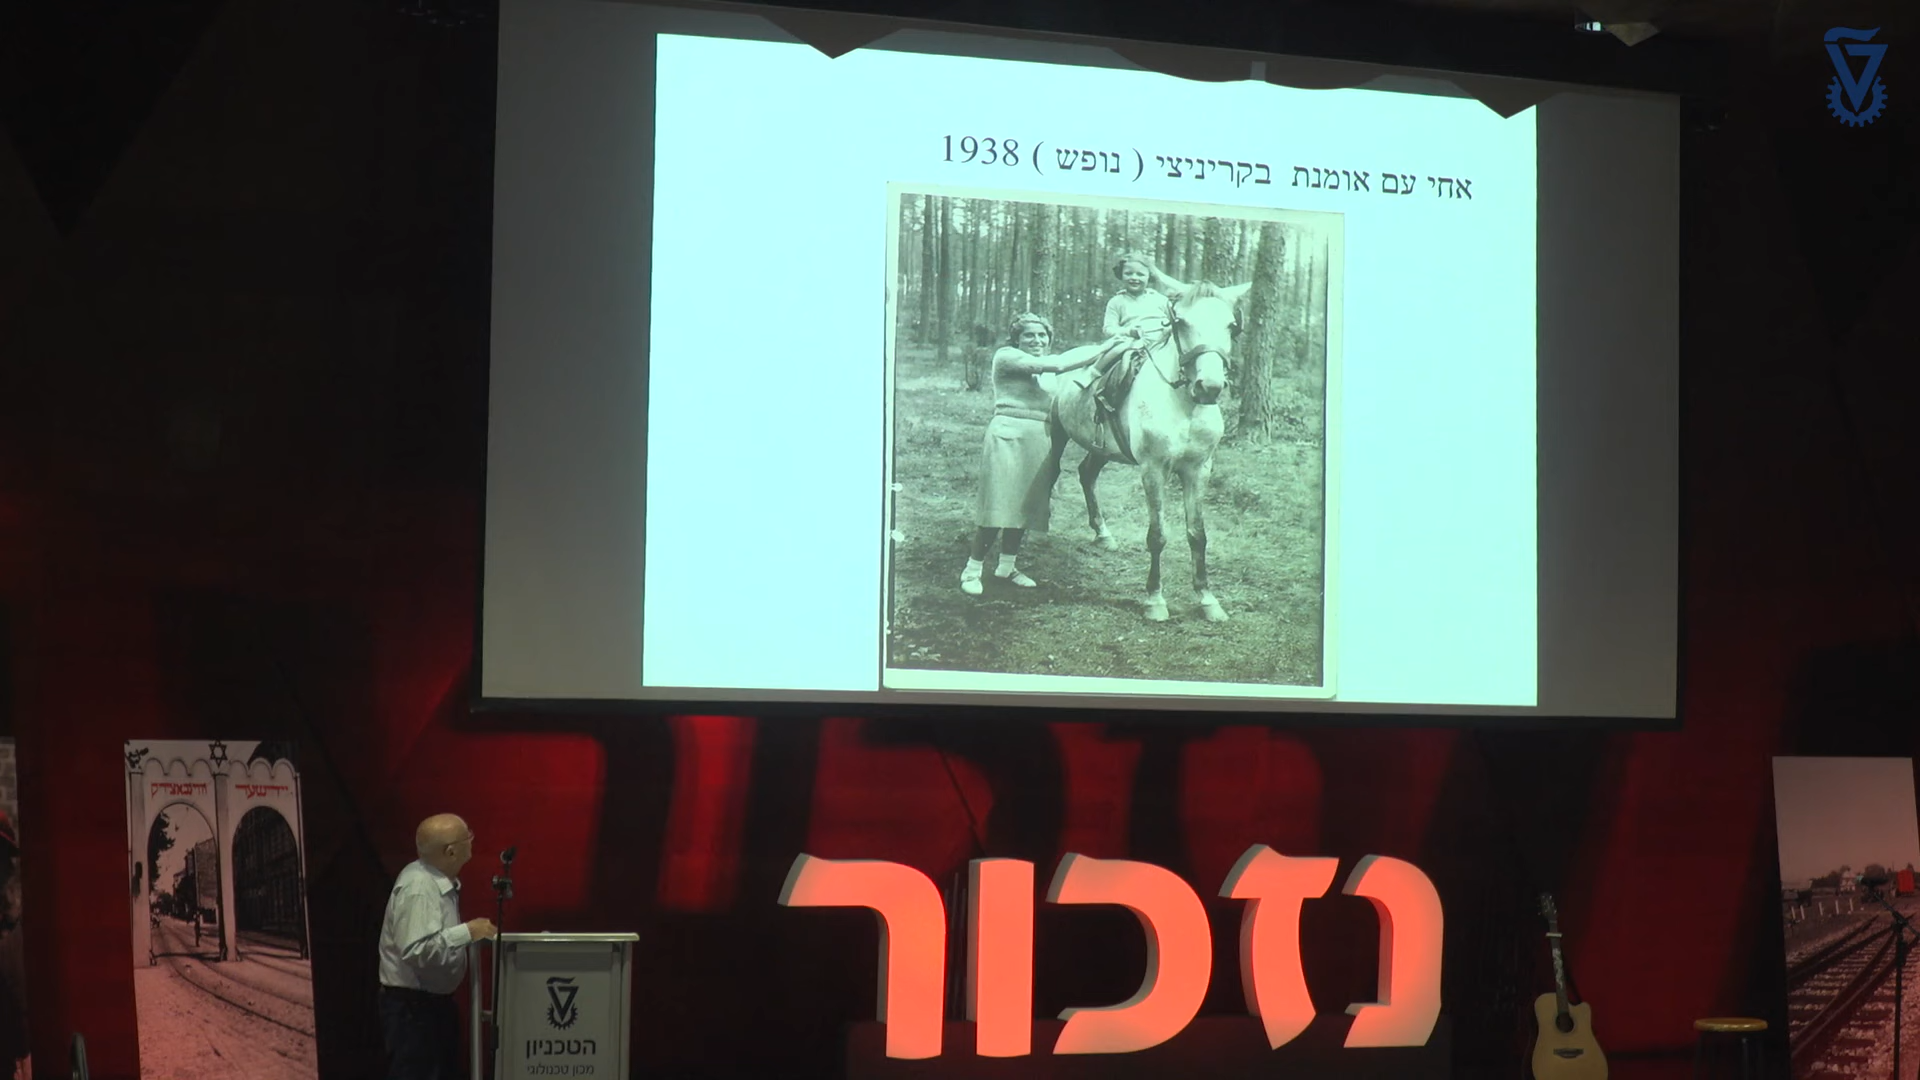 אחי עם אומנת בקריניצי ( נופש ) 1938
נזכור
הטכניון
מכון טכנולוגי